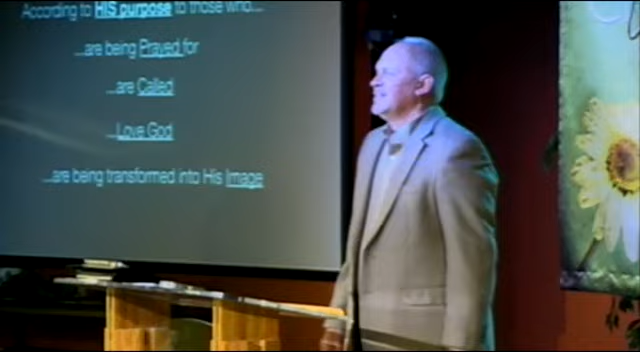 According to HIS purpose to those who....
...are being Prayed for
...are Called
...Love God
...are being transformed into His Image